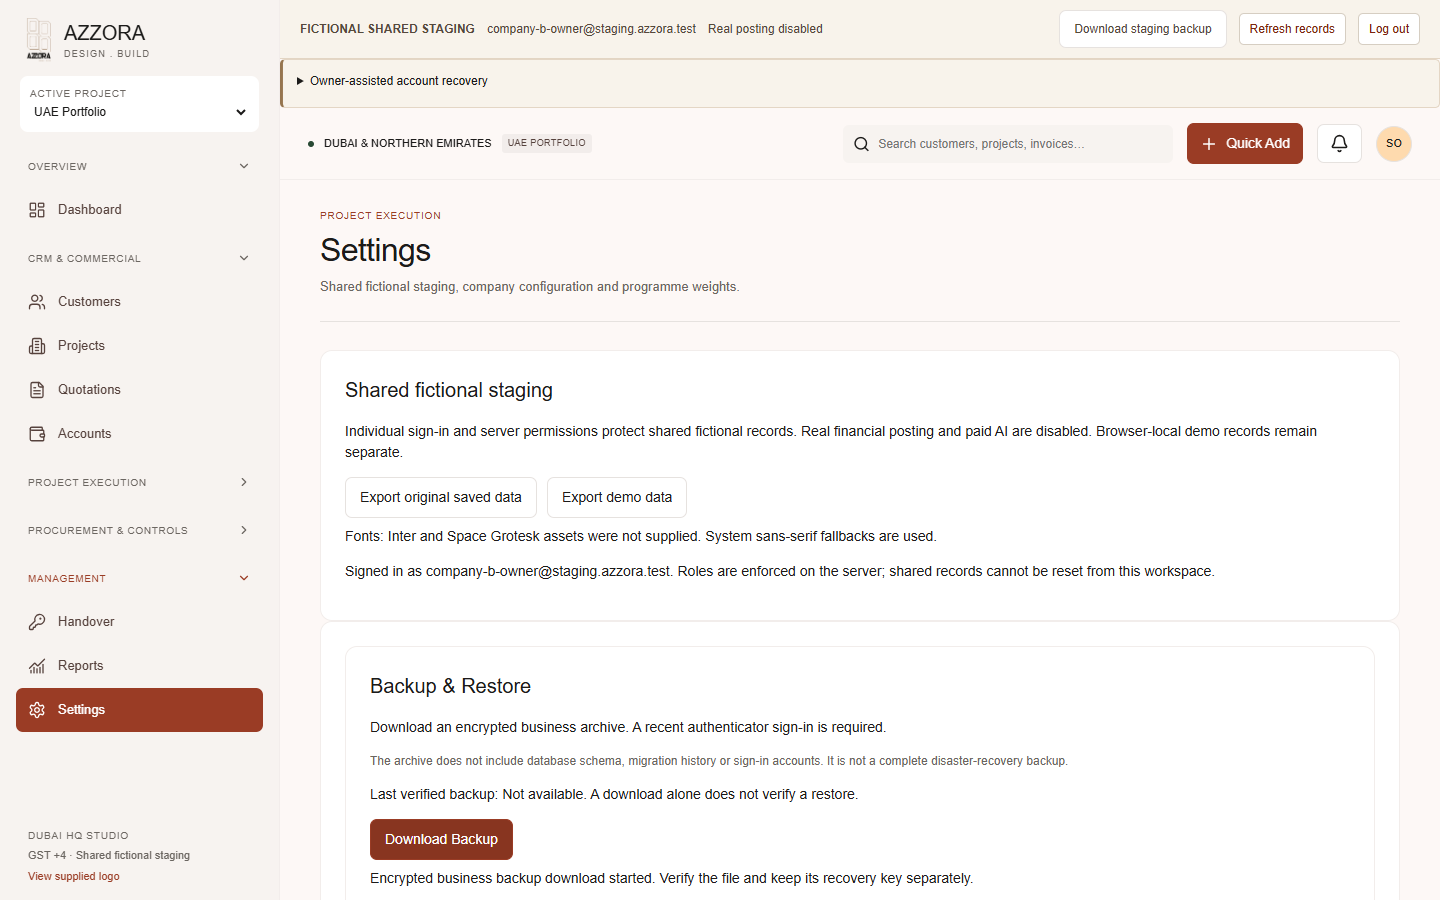 AZZORA
DESIGN . BUILD
AZZORA
ACTIVE PROJECT
UAE Portfolio
OVERVIEW
Dashboard
CRM & COMMERCIAL
Customers
Projects
Quotations
Accounts
PROJECT EXECUTION
PROCUREMENT & CONTROLS
MANAGEMENT
Handover
Reports
Settings
DUBAI HQ STUDIO
GST +4 · Shared fictional staging
View supplied logo
FICTIONAL SHARED STAGING company-b-owner@staging.azzora.test Real posting disabled
Download staging backup
Refresh records
Log out
Owner-assisted account recovery
DUBAI & NORTHERN EMIRATES
UAE PORTFOLIO
Search customers, projects, invoices…
Quick Add
SO
PROJECT EXECUTION
Settings
Shared fictional staging, company configuration and programme weights.
Shared fictional staging
Individual sign-in and server permissions protect shared fictional records. Real financial posting and paid AI are disabled. Browser-local demo records remain
separate.
Export original saved data
Export demo data
Fonts: Inter and Space Grotesk assets were not supplied. System sans-serif fallbacks are used.
Signed in as company-b-owner@staging.azzora.test. Roles are enforced on the server; shared records cannot be reset from this workspace.
Backup & Restore
Download an encrypted business archive. A recent authenticator sign-in is required.
The archive does not include database schema, migration history or sign-in accounts. It is not a complete disaster-recovery backup.
Last verified backup: Not available. A download alone does not verify a restore.
Download Backup
Encrypted business backup download started. Verify the file and keep its recovery key separately.